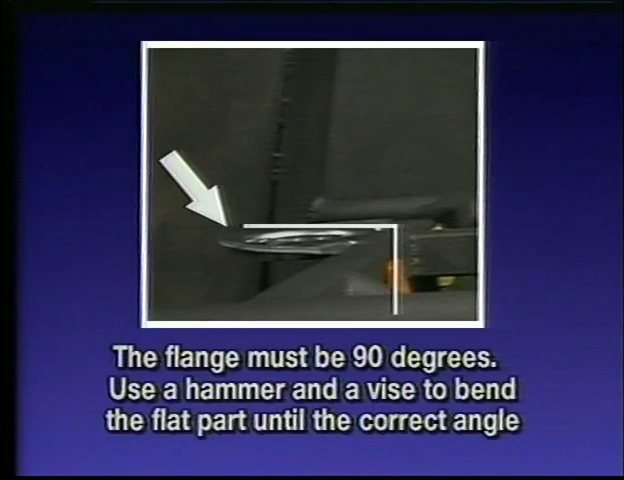 The flange must be 90 degrees.
Use a hammer and a vise to bend
the flat part until the correct angle